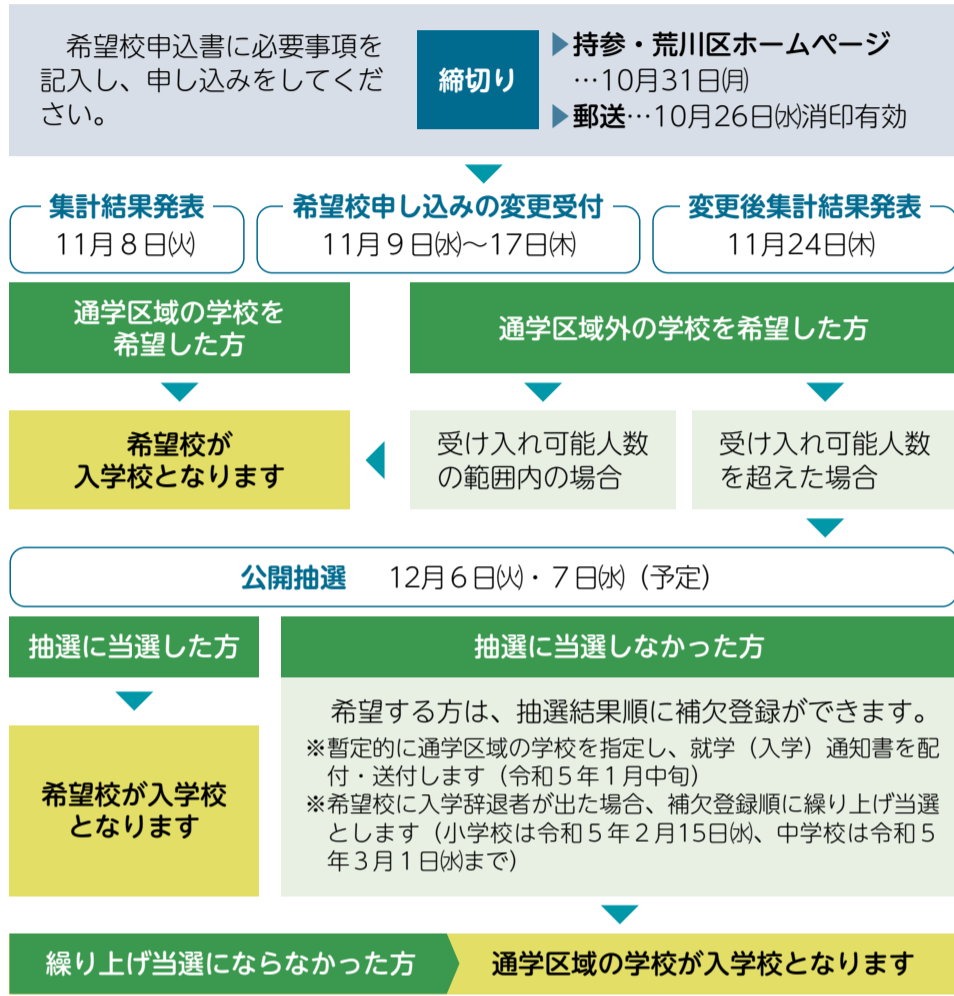 希望校申込書に必要事項を
記入し、申し込みをしてくだ
さい。
締切り
▶持参・荒川区ホームページ
…10月31日㈪
▶郵送…10月26日㈬消印有効
集計結果発表
11月8日㈫
希望校申し込みの変更受付
11月9日㈬～17日㈭
変更後集計結果発表
11月24日㈭
通学区域の学校を
希望した方
通学区域外の学校を希望した方
希望校が
入学校となります
受け入れ可能人数
の範囲内の場合
受け入れ可能人数
を超えた場合
公開抽選 12月6日㈫・7日㈬（予定）
抽選に当選した方
希望校が入学校
となります
抽選に当選しなかった方
希望する方は、抽選結果順に補欠登録ができます。
※暫定的に通学区域の学校を指定し、就学（入学）通知書を配
付・送付します（令和5年1月中旬）
※希望校に入学辞退者が出た場合、補欠登録順に繰り上げ当選
とします（小学校は令和5年2月15日㈬、中学校は令和5
年3月1日㈬まで）
繰り上げ当選にならなかった方
通学区域の学校が入学校となります